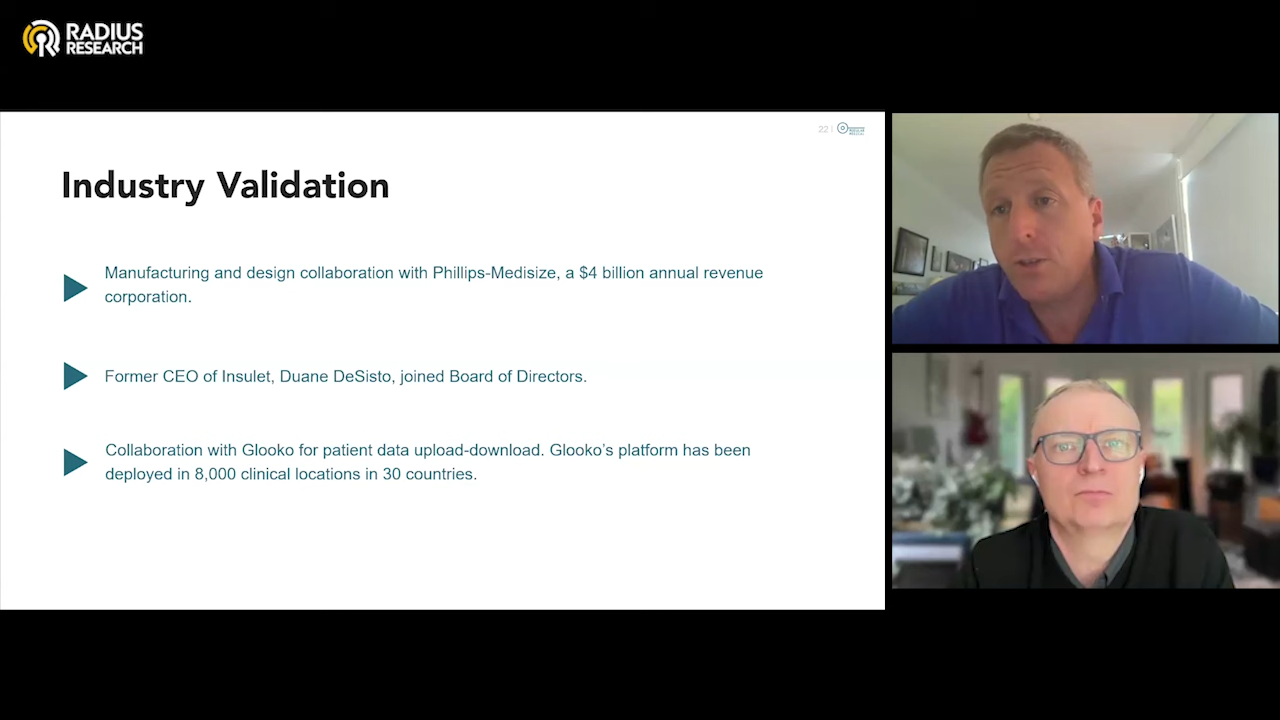 RADIUS
RESEARCH
22 |
Industry Validation
Manufacturing and design collaboration with Phillips-Medisize, a $4 billion annual revenue
corporation.
Former CEO of Insulet, Duane DeSisto, joined Board of Directors.
Collaboration with Glooko for patient data upload-download. Glooko’s platform has been
deployed in 8,000 clinical locations in 30 countries.